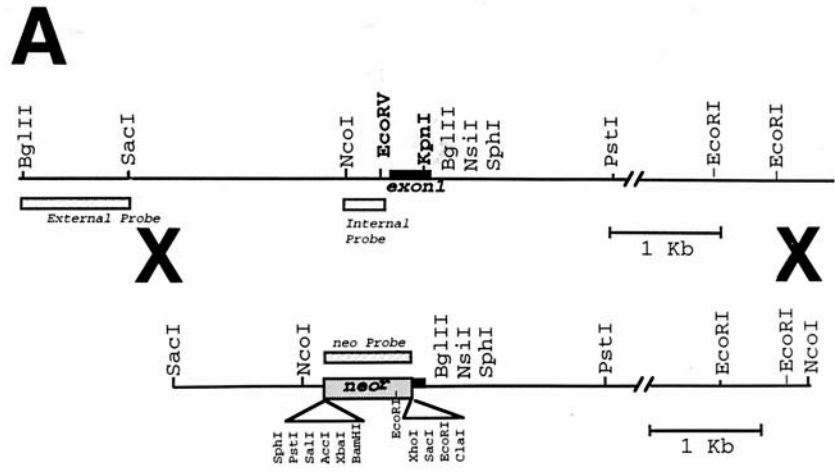 A
BglII
SacI
NcoI
EcoRV
KpnI
BglII
NsiI
SphI
PstI
EcoRI
EcoRI
exon1
External Probe
Internal
Probe
1 Kb
X
X
SacI
NcoI
neo Probe
BglII
NsiI
SphI
PstI
EcoRI
EcoRI
NcoI
neor
EcoRI
SphI
PstI
SalI
AccI
XbaI
BamHI
XhoI
SacI
EcoRI
ClaI
1 Kb